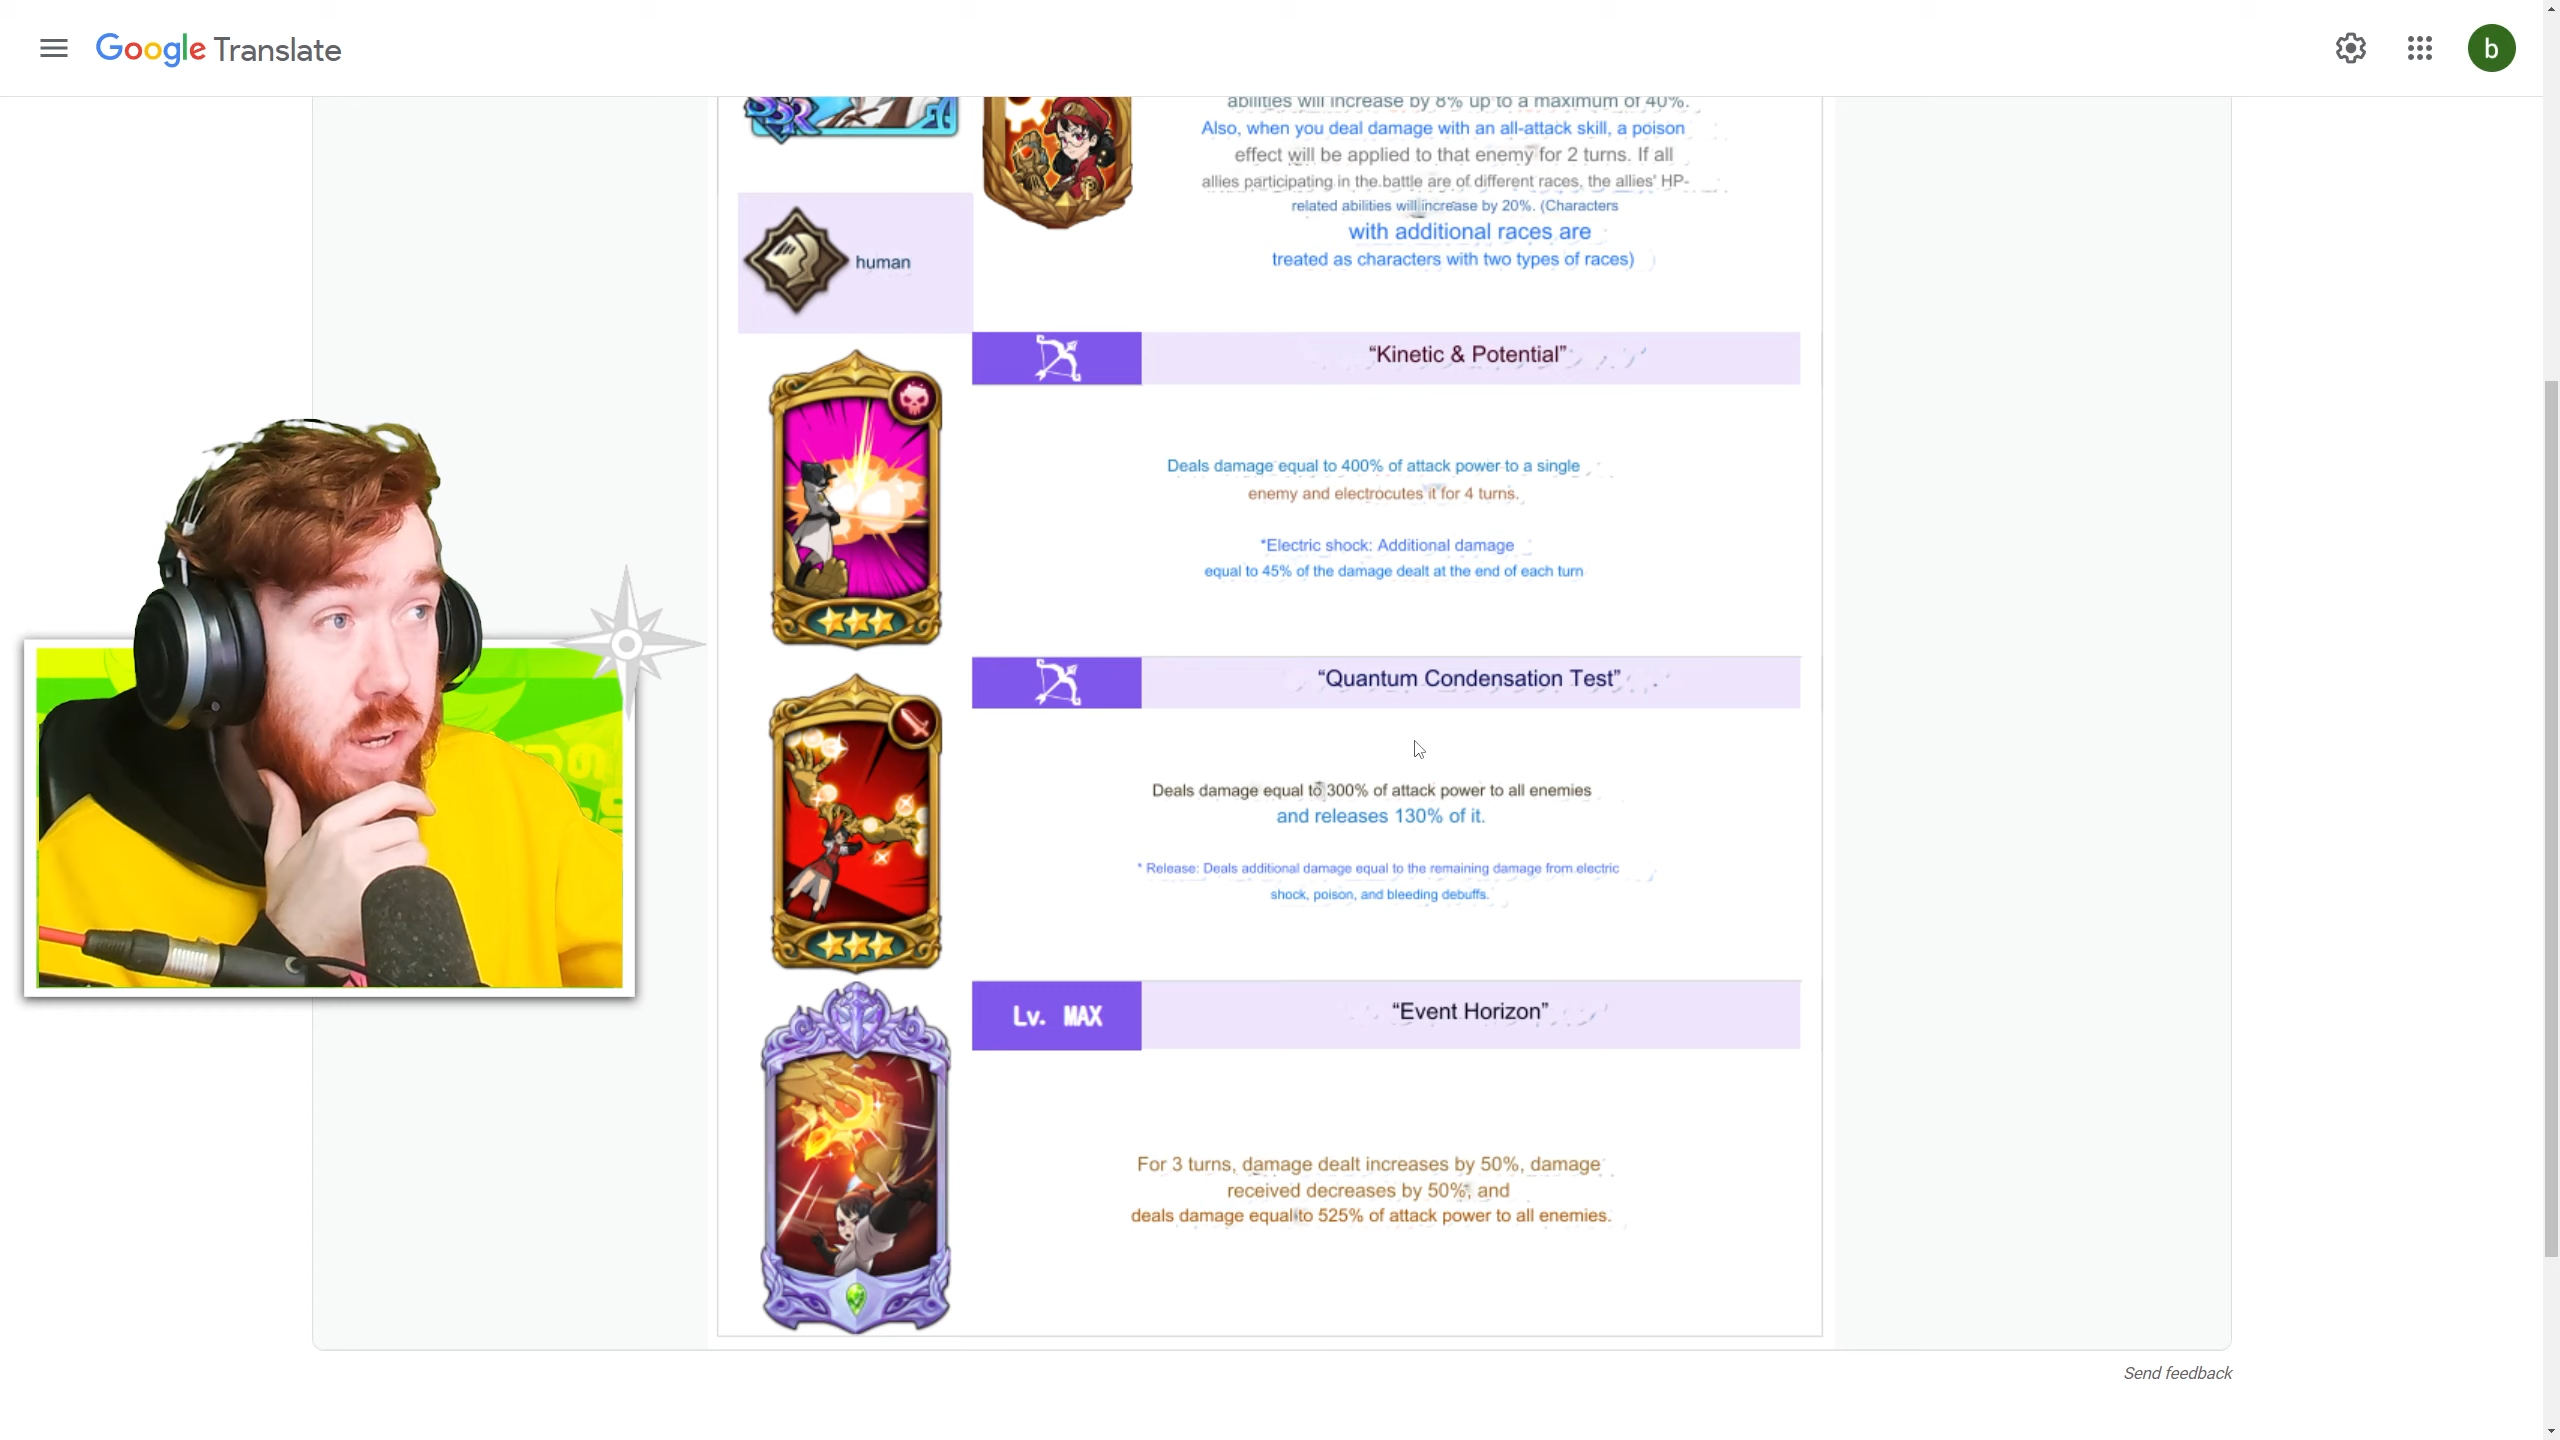 Google Translate
b
SSR
abilities will increase by 8% up to a maximum of 40%.
Also, when you deal damage with an all-attack skill, a poison
effect will be applied to that enemy for 2 turns. If all
allies participating in the battle are of different races, the allies' HP-
related abilities will increase by 20%. (Characters
with additional races are
treated as characters with two types of races)
human
“Kinetic & Potential”
Deals damage equal to 400% of attack power to a single
enemy and electrocutes it for 4 turns.
*Electric shock: Additional damage
equal to 45% of the damage dealt at the end of each turn
“Quantum Condensation Test”
Deals damage equal to 300% of attack power to all enemies
and releases 130% of it.
* Release: Deals additional damage equal to the remaining damage from electric
shock, poison, and bleeding debuffs.
Lv. MAX
“Event Horizon”
For 3 turns, damage dealt increases by 50%, damage
received decreases by 50%, and
deals damage equal to 525% of attack power to all enemies.
Send feedback